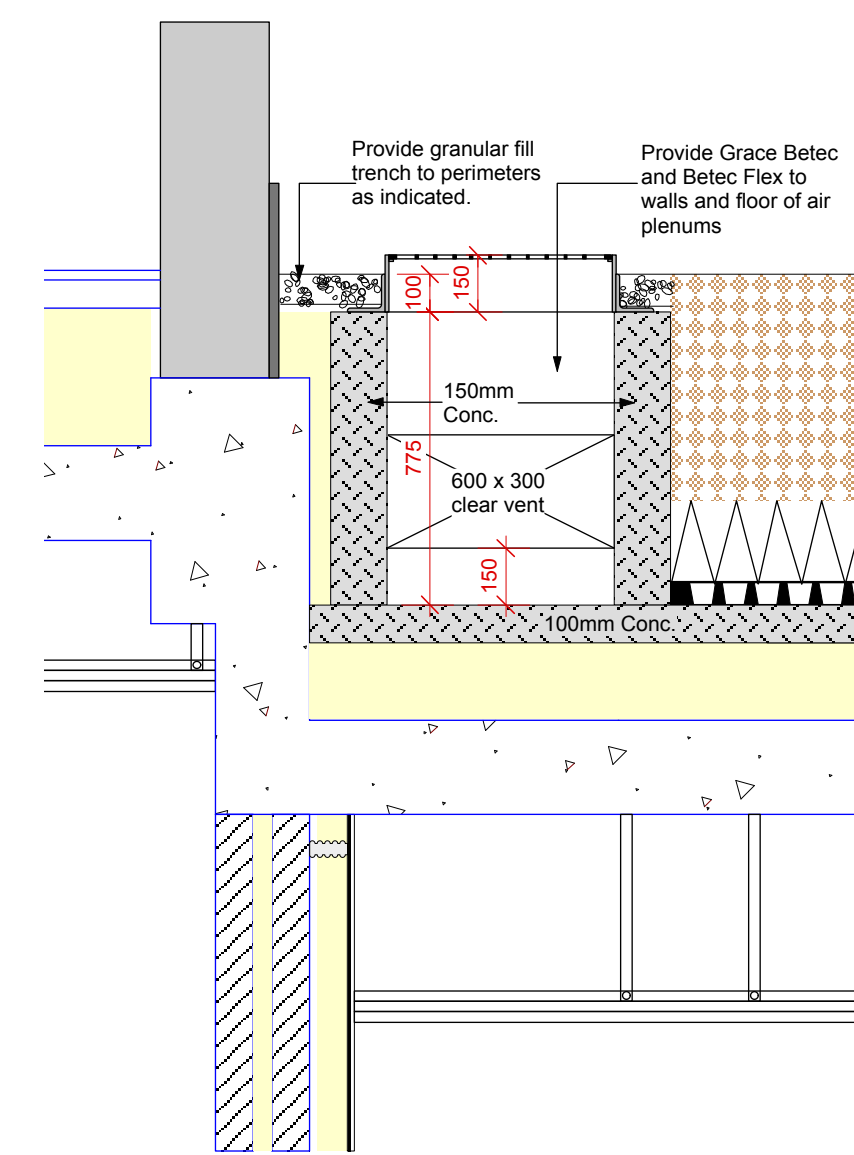 Provide granular fill
trench to perimeters
as indicated.
Provide Grace Betec
and Betec Flex to
walls and floor of air
plenums
100
150
150mm
Conc.
775
600 x 300
clear vent
150
100mm Conc.